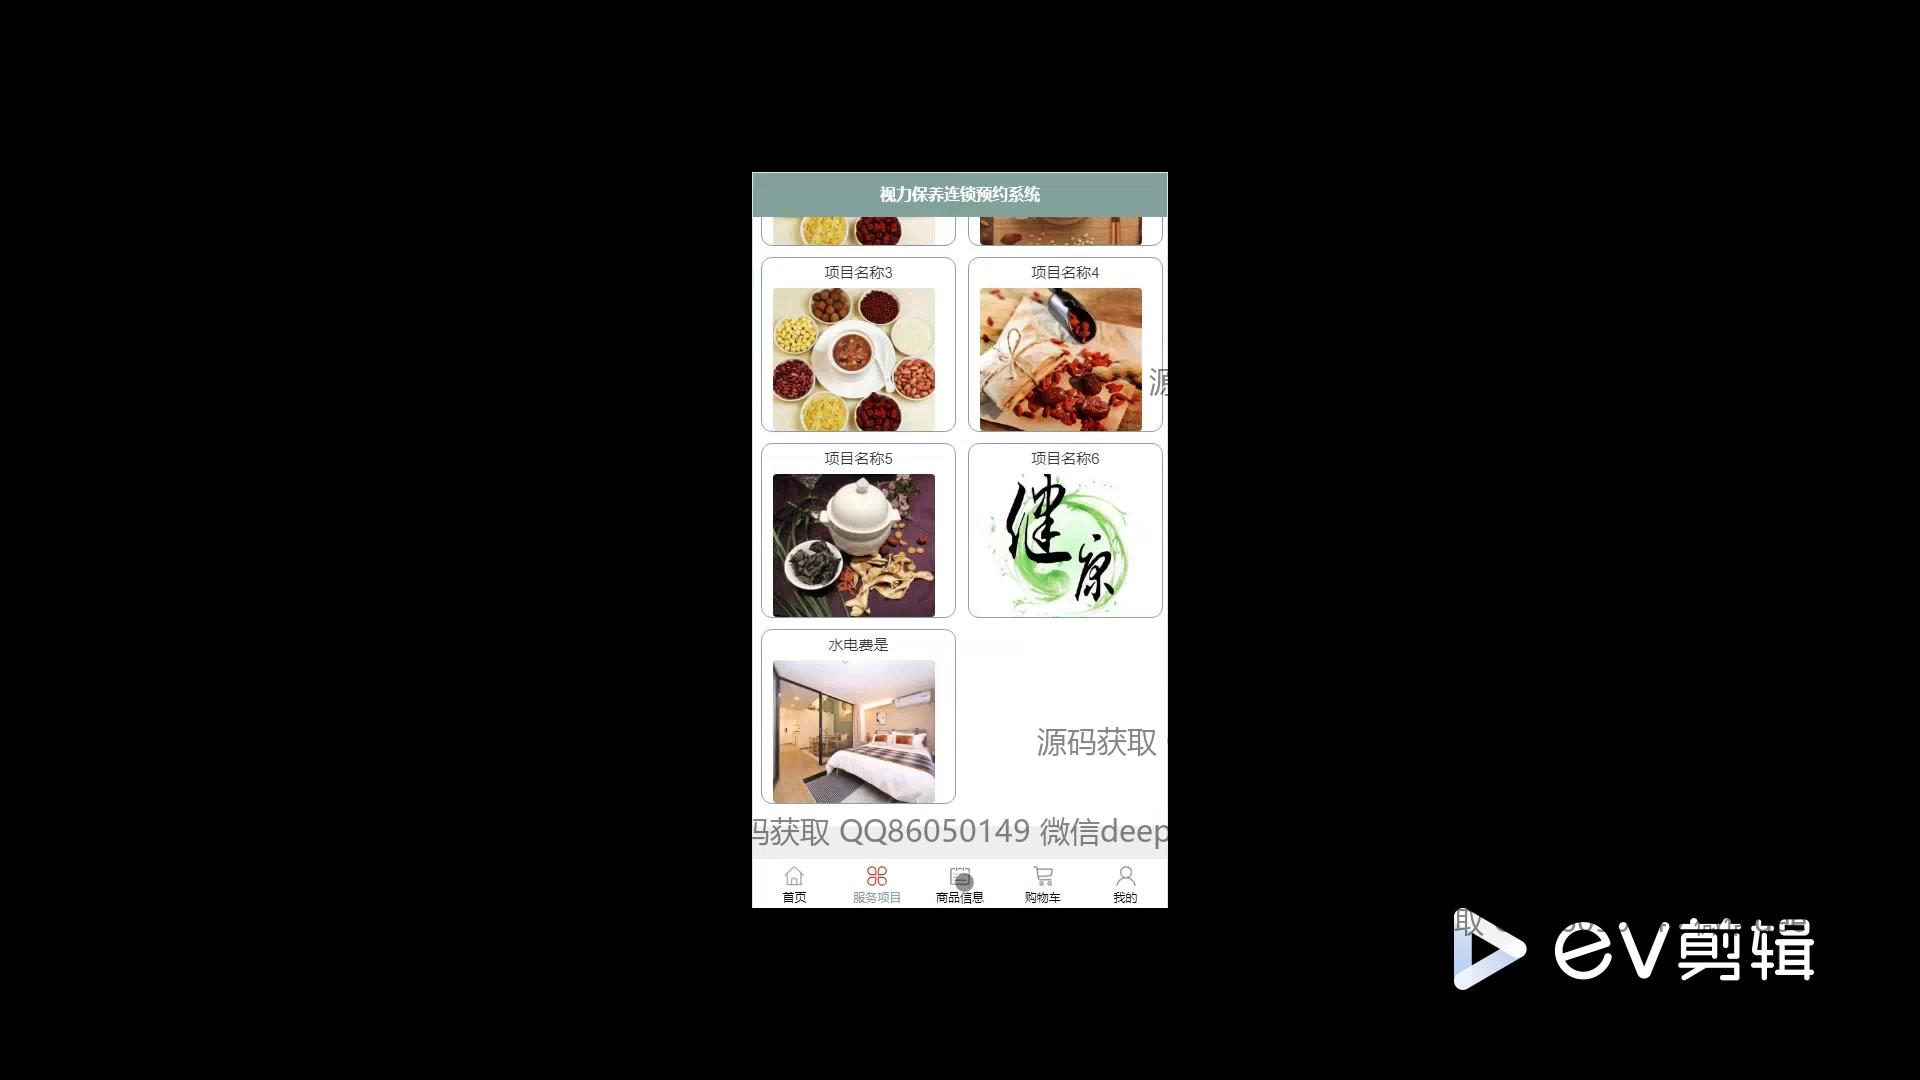 视力保养连锁预约系统
项目名称3
项目名称4
源
项目名称5
项目名称6
健康
水电费是
源码获取
码获取 QQ86050149 微信deep
首页
服务项目
商品信息
购物车
我的
取
ev剪辑